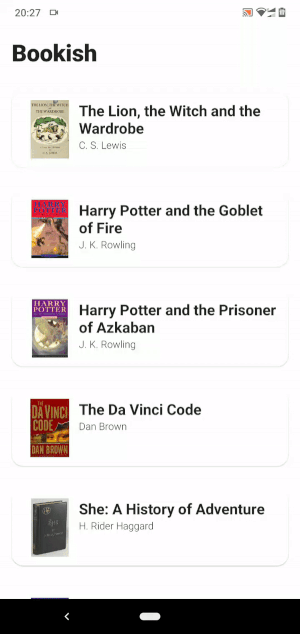 20:27
Bookish
The Lion, the Witch and the
Wardrobe
C. S. Lewis
Harry Potter and the Goblet
of Fire
J. K. Rowling
HARRY
POTTER
Harry Potter and the Prisoner
of Azkaban
J. K. Rowling
THE
DA VINCI
CODE
DAN BROWN
The Da Vinci Code
Dan Brown
She: A History of Adventure
H. Rider Haggard